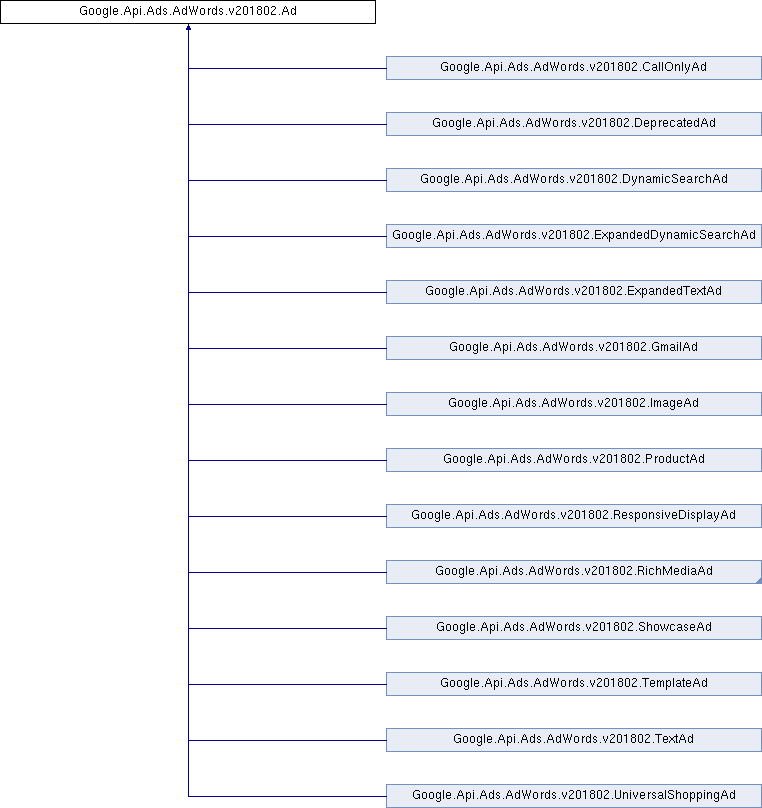 Google.Api.Ads.AdWords.v201802.Ad
Google.Api.Ads.AdWords.v201802.CallOnlyAd
Google.Api.Ads.AdWords.v201802.DeprecatedAd
Google.Api.Ads.AdWords.v201802.DynamicSearchAd
Google.Api.Ads.AdWords.v201802.ExpandedDynamicSearchAd
Google.Api.Ads.AdWords.v201802.ExpandedTextAd
Google.Api.Ads.AdWords.v201802.GmailAd
Google.Api.Ads.AdWords.v201802.ImageAd
Google.Api.Ads.AdWords.v201802.ProductAd
Google.Api.Ads.AdWords.v201802.ResponsiveDisplayAd
Google.Api.Ads.AdWords.v201802.RichMediaAd
Google.Api.Ads.AdWords.v201802.ShowcaseAd
Google.Api.Ads.AdWords.v201802.TemplateAd
Google.Api.Ads.AdWords.v201802.TextAd
Google.Api.Ads.AdWords.v201802.UniversalShoppingAd